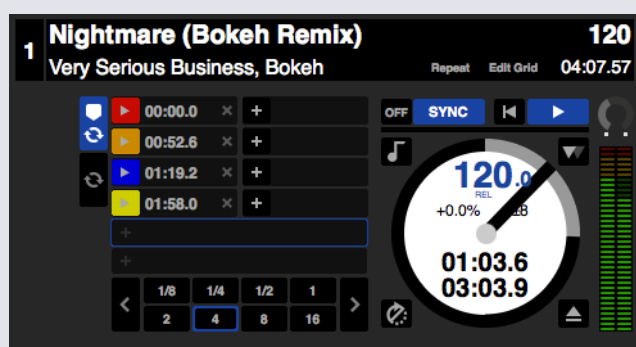 1 Nightmare (Bokeh Remix) 120
Very Serious Business, Bokeh Repeat Edit Grid 04:07.57
00:00.0 × +
00:52.6 × +
01:19.2 × +
01:58.0 × +
+
+
1/8 1/4 1/2 1
2 4 8 16
OFF SYNC
120.0
REL
+0.0% 8
01:03.6
03:03.9